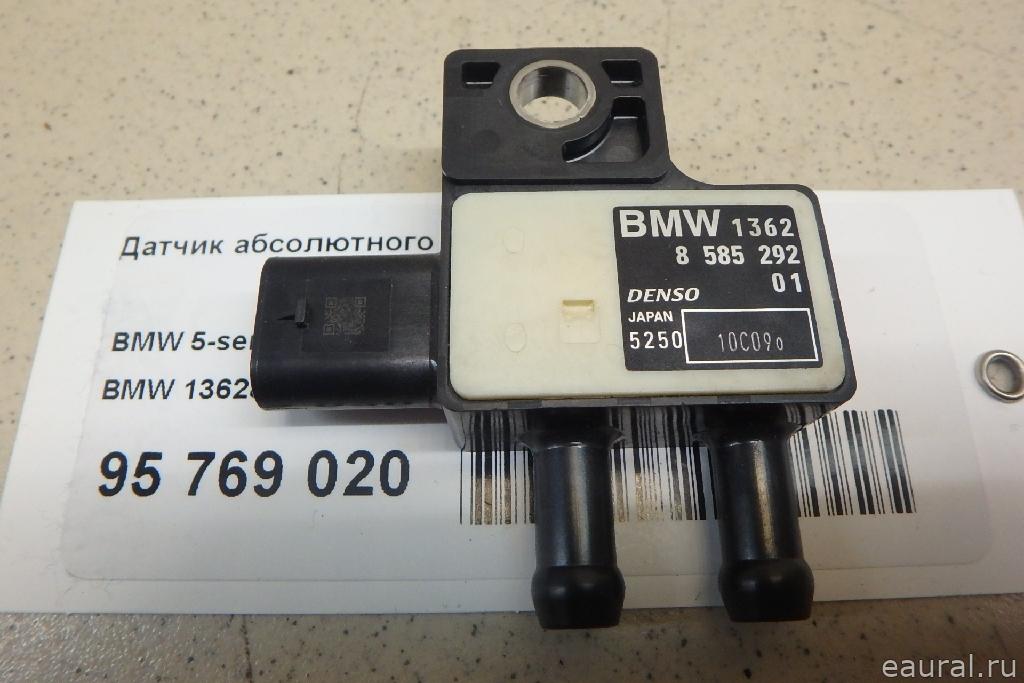 BMW 1362
8 585 292
01
DENSO
JAPAN
5250 10C09
Датчик абсолютного
BMW 5-se
BMW 1362
95 769 020
eaural.ru